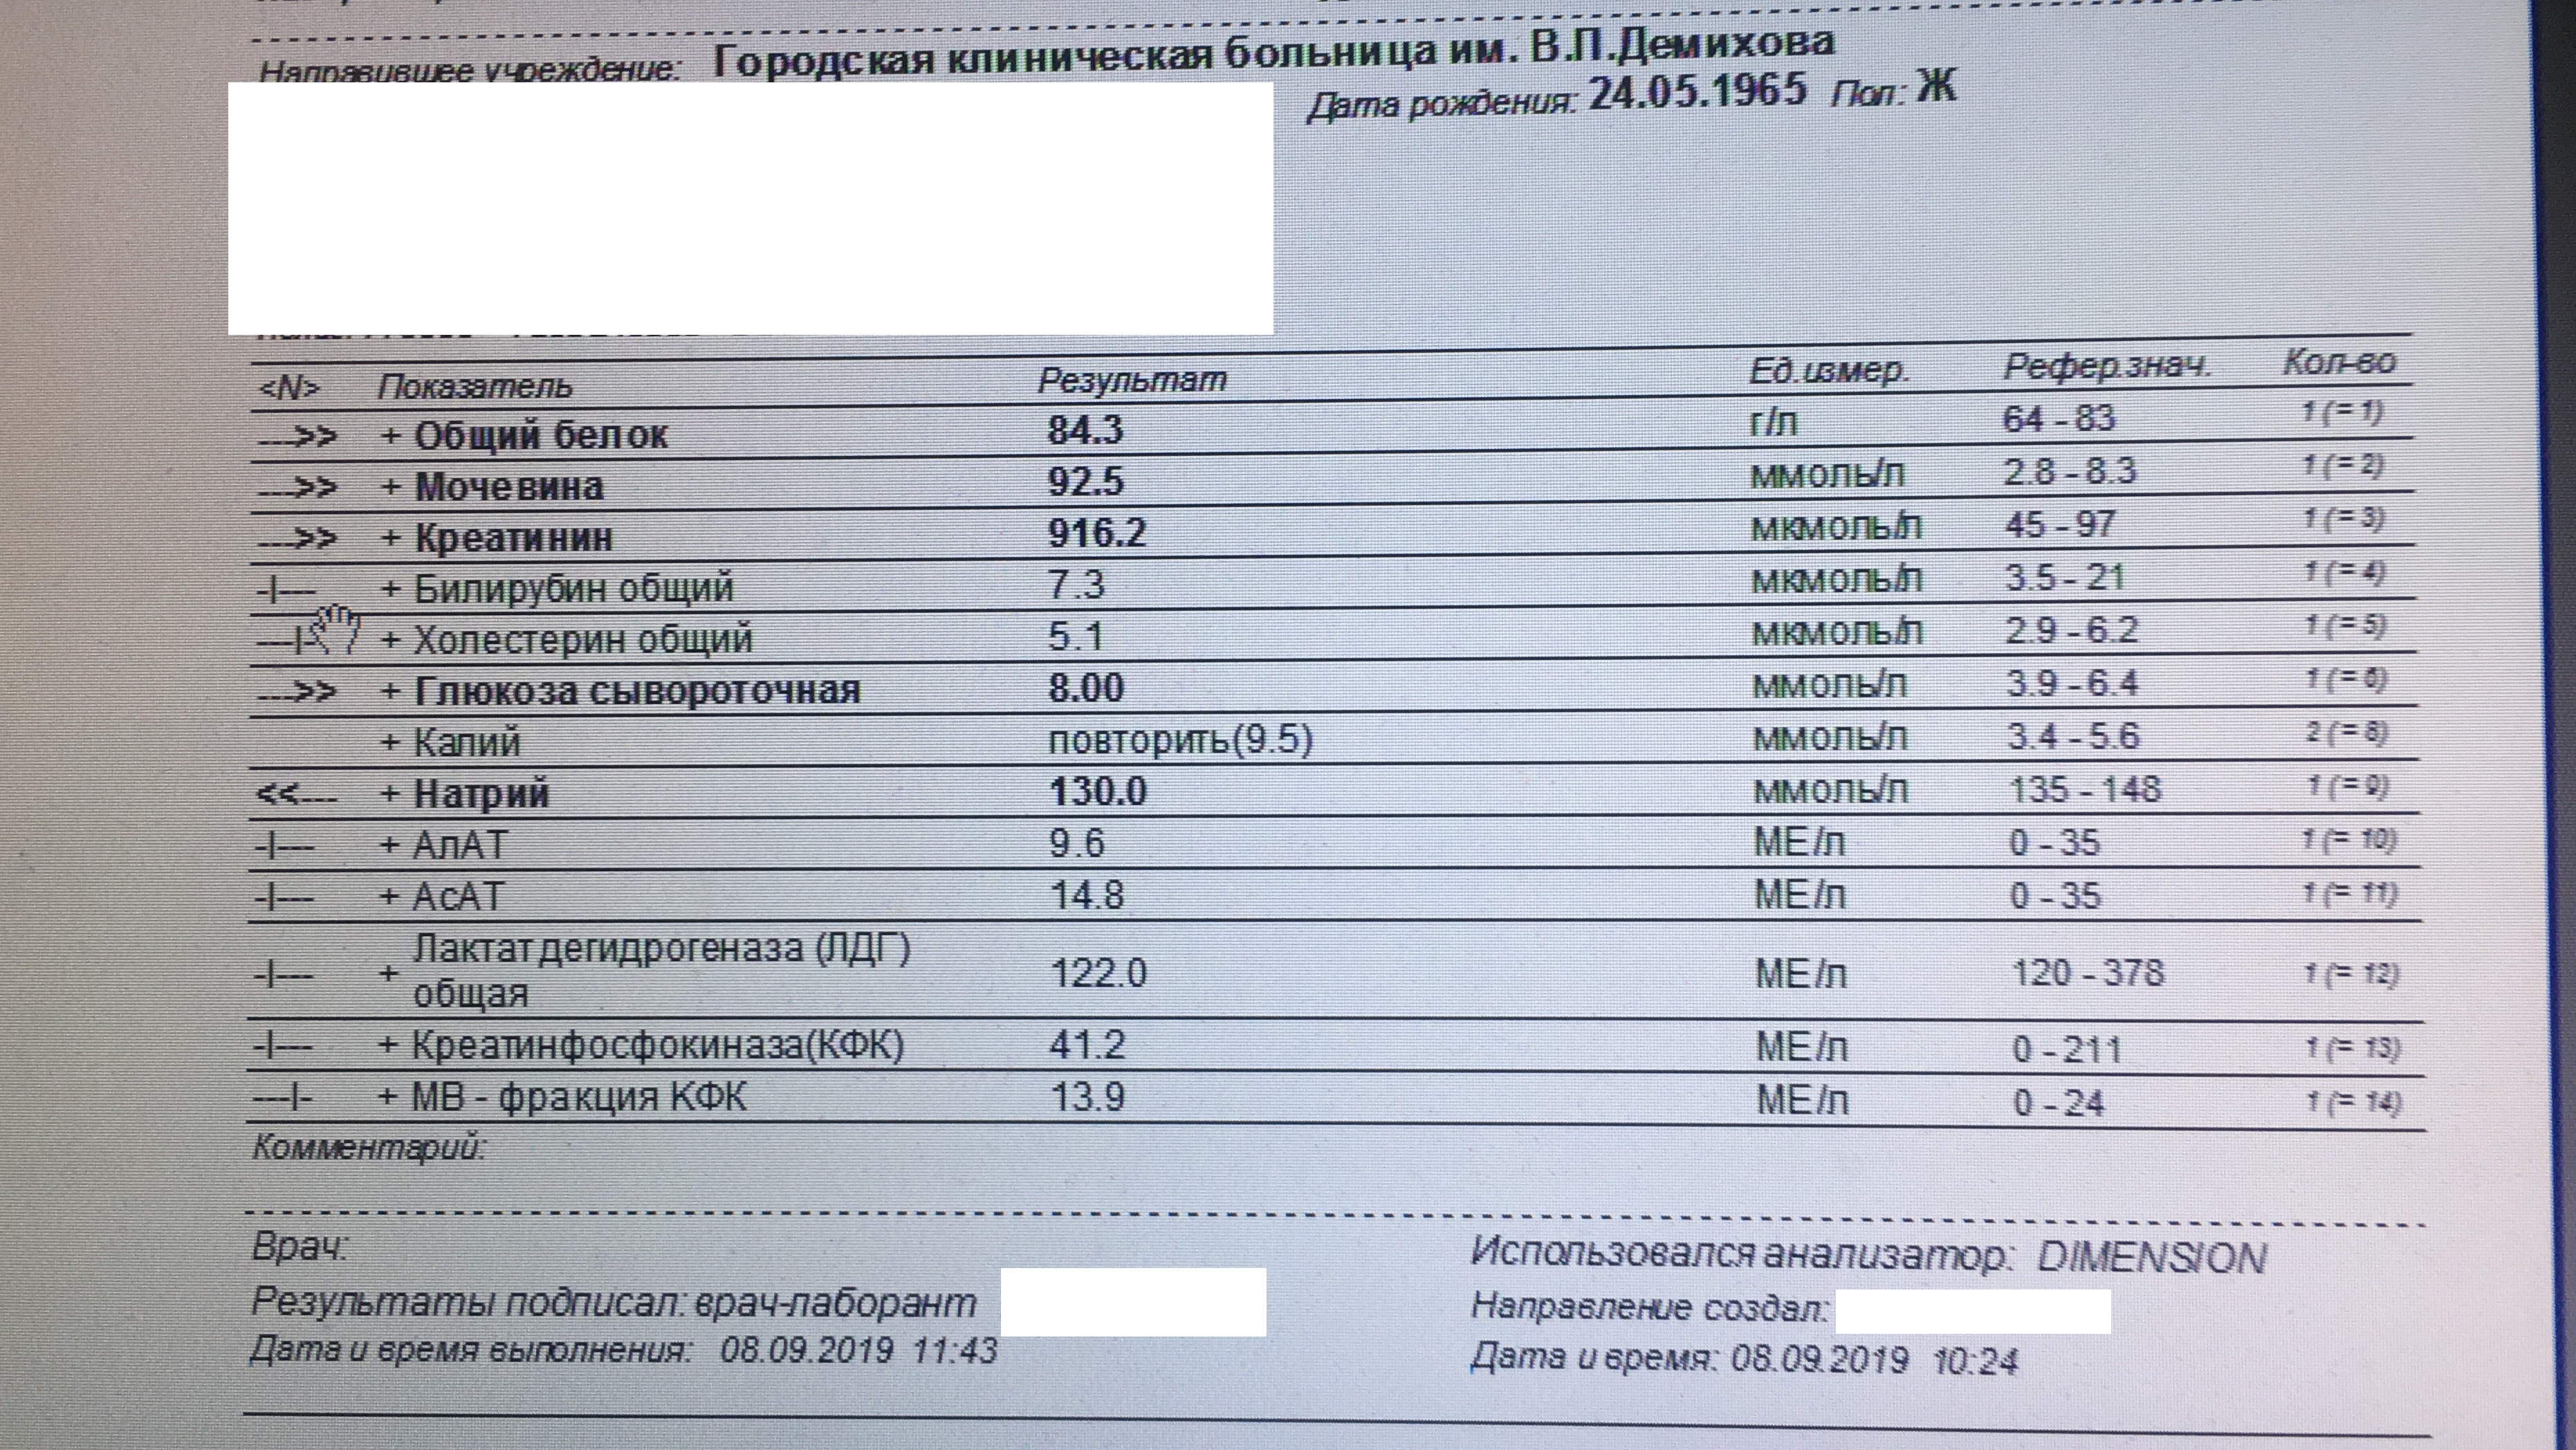 Направившее учреждение: Городская клиническая больница им. В.П.Демихова
Дата рождения: 24.05.1965 Пол: Ж
<N> Показатель Результат Ед.измер. Рефер.знач. Кол-во
--->> + Общий белок 84.3 г/л 64 - 83 1 (= 1)
--->> + Мочевина 92.5 ммоль/л 2.8 - 8.3 1 (= 2)
--->> + Креатинин 916.2 мкмоль/л 45 - 97 1 (= 3)
-I--- + Билирубин общий 7.3 мкмоль/л 3.5 - 21 1 (= 4)
---I- + Холестерин общий 5.1 мкмоль/л 2.9 - 6.2 1 (= 5)
--->> + Глюкоза сывороточная 8.00 ммоль/л 3.9 - 6.4 1 (= 6)
+ Калий повторить(9.5) ммоль/л 3.4 - 5.6 2 (= 8)
<<--- + Натрий 130.0 ммоль/л 135 - 148 1 (= 9)
-I--- + АлАТ 9.6 МЕ/л 0 - 35 1 (= 10)
-I--- + АсАТ 14.8 МЕ/л 0 - 35 1 (= 11)
Лактатдегидрогеназа (ЛДГ)
-I--- + общая 122.0 МЕ/л 120 - 378 1 (= 12)
-I--- + Креатинфосфокиназа(КФК) 41.2 МЕ/л 0 - 211 1 (= 13)
---I- + МВ - фракция КФК 13.9 МЕ/л 0 - 24 1 (= 14)
Комментарий:
Врач: Использовался анализатор: DIMENSION
Результаты подписал: врач-лаборант Направление создал:
Дата и время выполнения: 08.09.2019 11:43 Дата и время: 08.09.2019 10:24